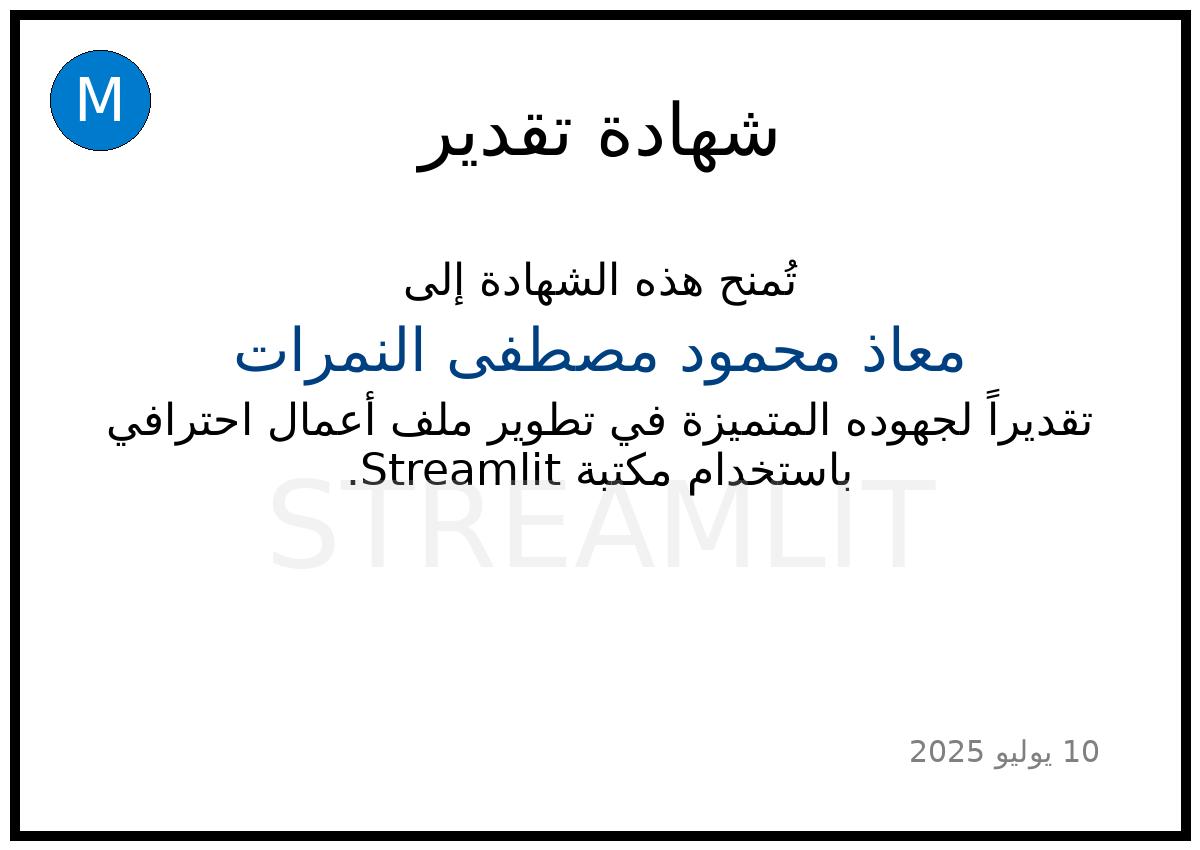 M
شهادة تقدير
تُمنح هذه الشهادة إلى
معاذ محمود مصطفى النمرات
تقديراً لجهوده المتميزة في تطوير ملف أعمال احترافي
باستخدام مكتبة Streamlit.
STREAMLIT
10 يوليو 2025